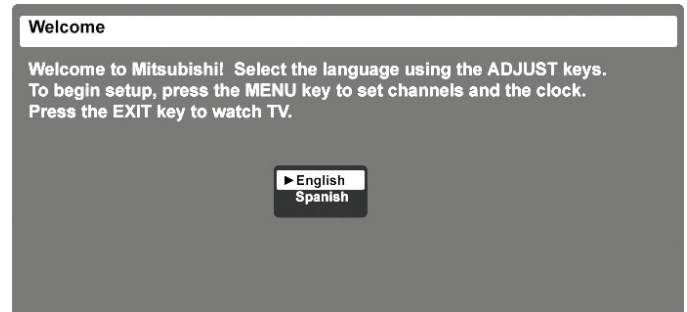 Welcome
Welcome to Mitsubishi! Select the language using the ADJUST keys.
To begin setup, press the MENU key to set channels and the clock.
Press the EXIT key to watch TV.
►English
Spanish